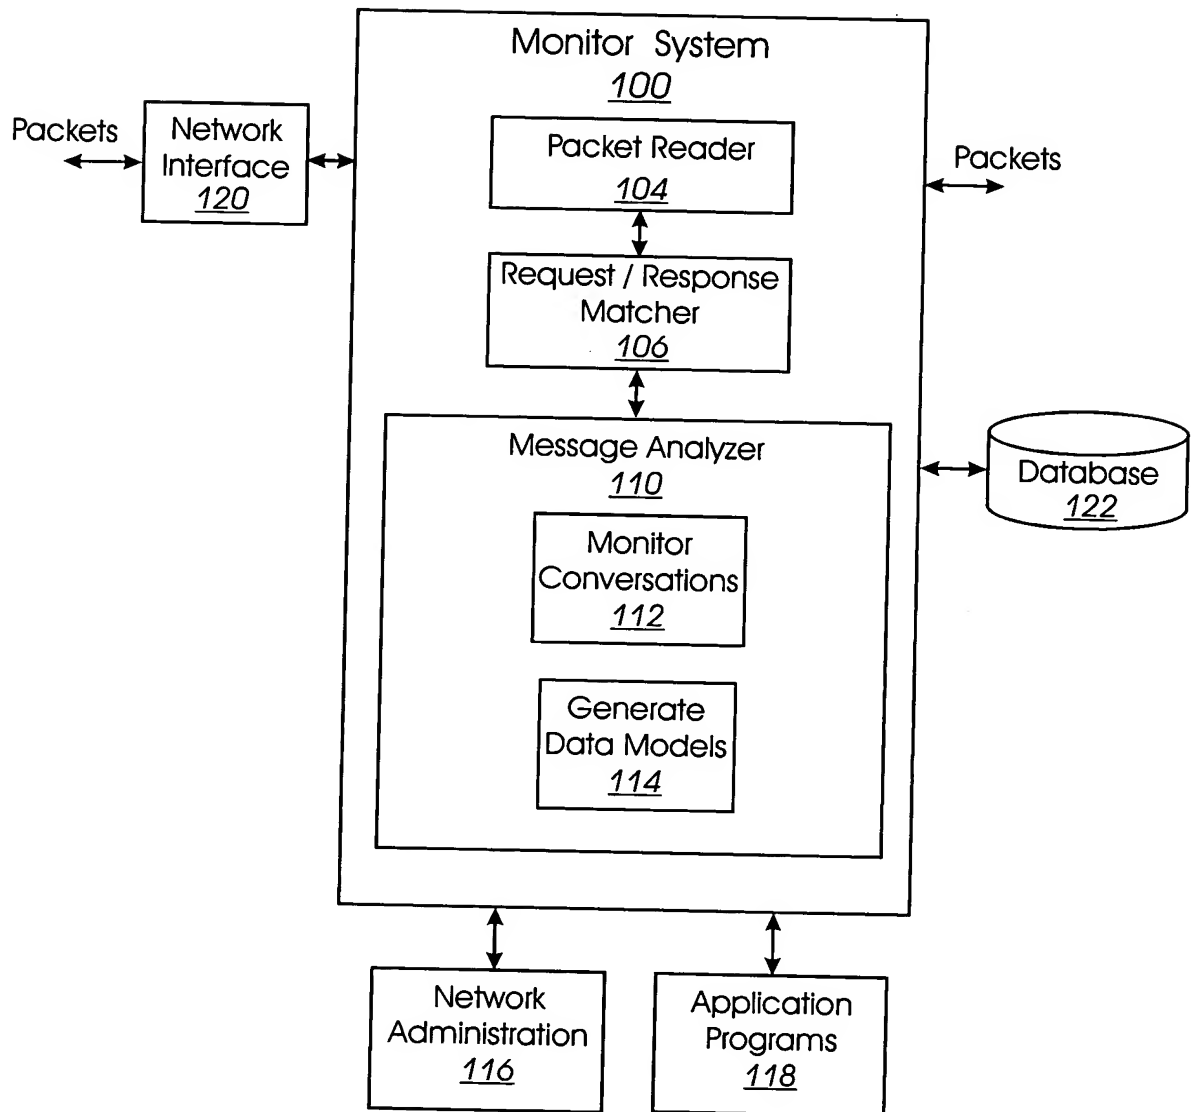 Monitor System
100
Packets
Network
Interface
120
Packet Reader
104
Packets
Request / Response
Matcher
106
Message Analyzer
110
Database
122
Monitor
Conversations
112
Generate
Data Models
114
Network
Administration
116
Application
Programs
118